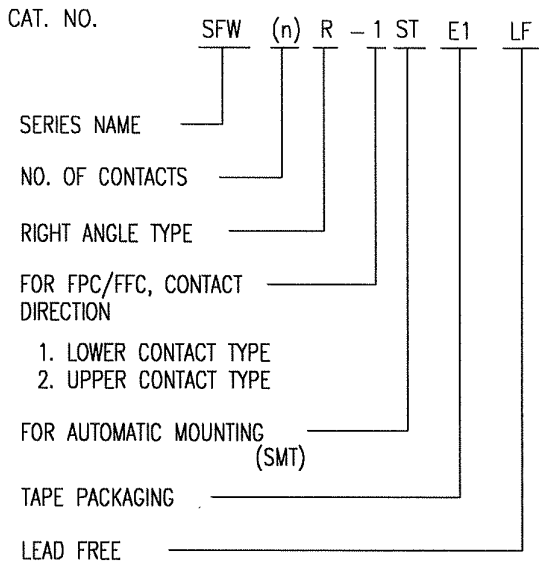 CAT. NO.
SFW (n) R - 1 ST E1 LF
SERIES NAME
NO. OF CONTACTS
RIGHT ANGLE TYPE
FOR FPC/FFC, CONTACT
DIRECTION
1. LOWER CONTACT TYPE
2. UPPER CONTACT TYPE
FOR AUTOMATIC MOUNTING
(SMT)
TAPE PACKAGING
LEAD FREE